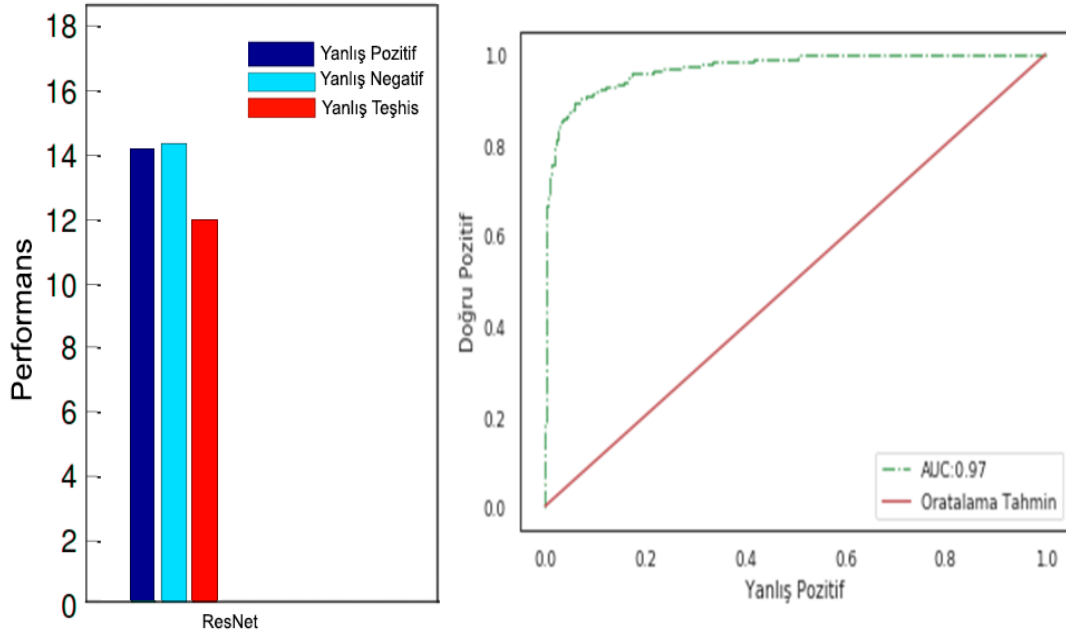 18
16
14
12
10
8
6
4
2
0
Performans
Yanlış Pozitif
Yanlış Negatif
Yanlış Teşhis
ResNet
1.0
0.8
0.6
0.4
0.2
0.0
Doğru Pozitif
AUC:0.97
Oratalama Tahmin
0.0 0.2 0.4 0.6 0.8 1.0
Yanlış Pozitif